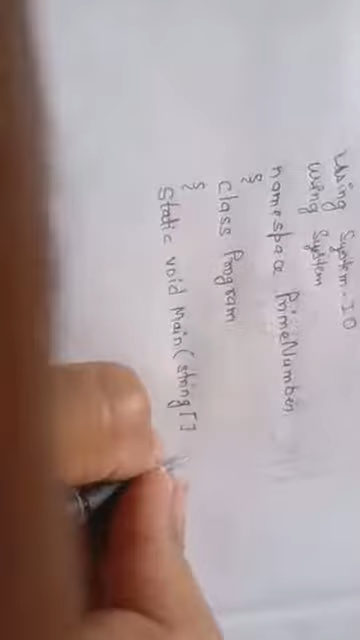 Using System.IO
using System
namespace PrimeNumber
{
class Program
{
static void Main(string[]